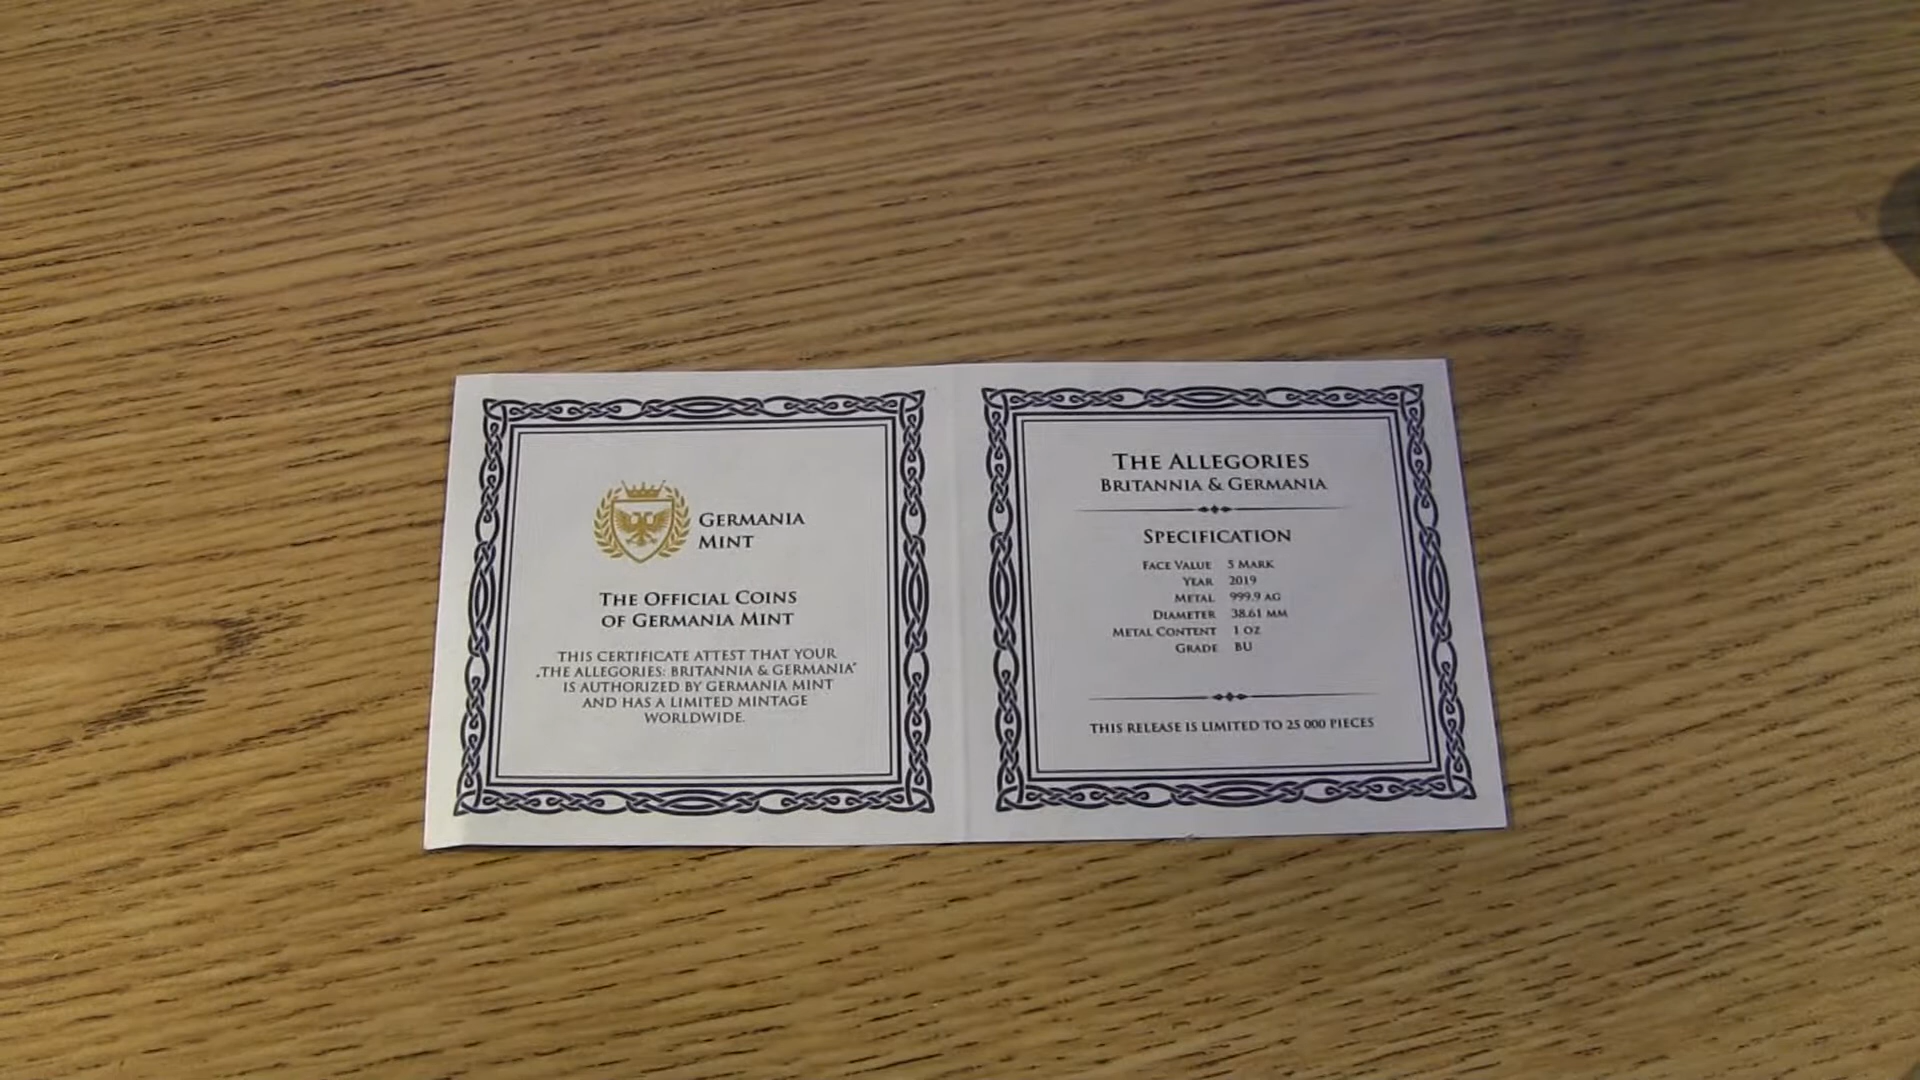 GERMANIA
MINT
THE OFFICIAL COINS
OF GERMANIA MINT
THIS CERTIFICATE ATTEST THAT YOUR
„THE ALLEGORIES: BRITANNIA & GERMANIA"
IS AUTHORIZED BY GERMANIA MINT
AND HAS A LIMITED MINTAGE
WORLDWIDE.
THE ALLEGORIES
BRITANNIA & GERMANIA
SPECIFICATION
FACE VALUE 5 MARK
YEAR 2019
METAL 999.9 AG
DIAMETER 38.61 MM
METAL CONTENT 1 OZ
GRADE BU
THIS RELEASE IS LIMITED TO 25 000 PIECES